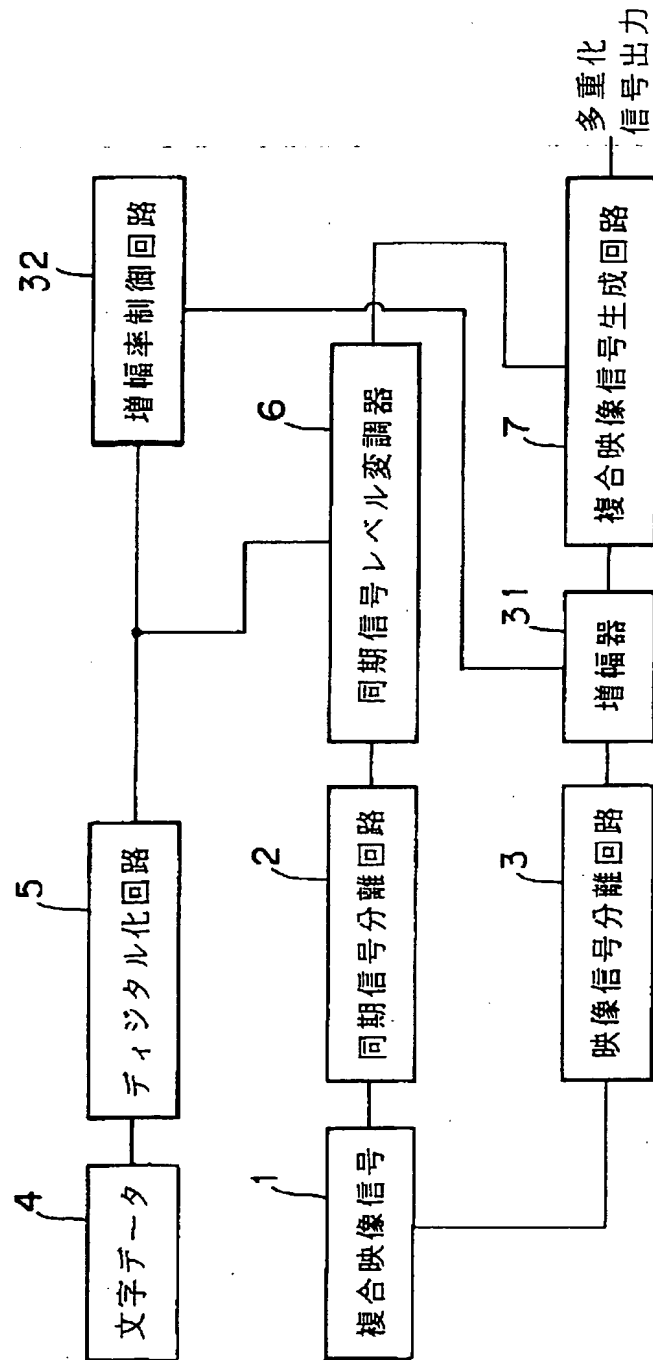 4
文字データ
5
ディジタル化回路
32
増幅率制御回路
1
複合映像信号
2
同期信号分離回路
6
同期信号レベル変調器
3
映像信号分離回路
31
増幅器
7
複合映像信号生成回路
多重化
信号出力